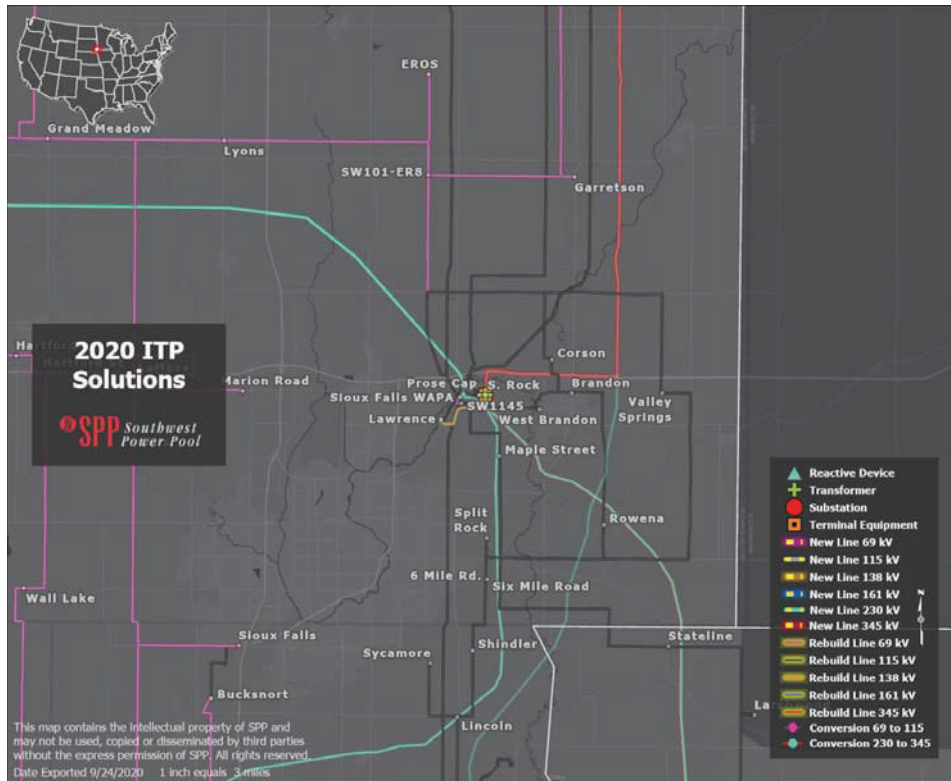 EROS
Grand Meadow
Lyons
SW101-ER8
Garretson
2020 ITP
Solutions
SPP Southwest
Power Pool
Marion Road
Corson
Prose Cap
S. Rock
Brandon
Sioux Falls WAPA
SW1145
Valley
Springs
Lawrence
West Brandon
Maple Street
Split
Rock
Rowena
6 Mile Rd.
Six Mile Road
Wall Lake
Sioux Falls
Sycamore
Shindler
Stateline
Bucksnort
Lincoln
Reactive Device
Transformer
Substation
Terminal Equipment
New Line 69 kV
New Line 115 kV
New Line 138 kV
New Line 161 kV
New Line 230 kV
New Line 345 kV
Rebuild Line 69 kV
Rebuild Line 115 kV
Rebuild Line 138 kV
Rebuild Line 161 kV
Rebuild Line 345 kV
Conversion 69 to 115
Conversion 230 to 345
N
This map contains the intellectual property of SPP and
may not be used, copied or disseminated by third parties
without the express permission of SPP. All rights reserved.
Date Exported 9/24/2020 1 inch equals 3 miles